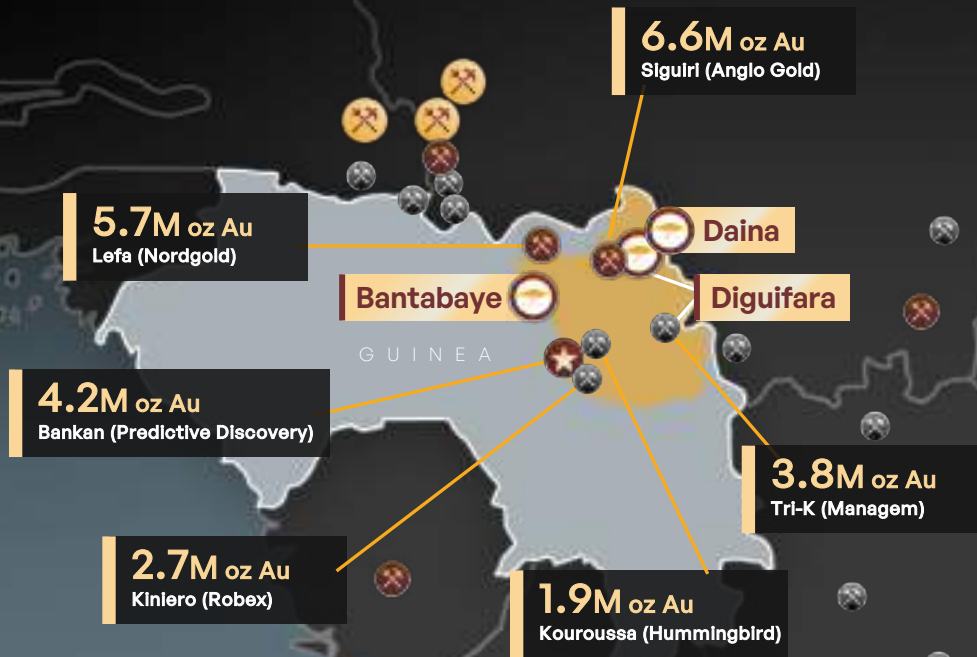 6.6M oz Au
Siguiri (Anglo Gold)
5.7M oz Au
Lefa (Nordgold)
Daina
Bantabaye
Diguifara
GUINEA
4.2M oz Au
Bankan (Predictive Discovery)
3.8M oz Au
Tri-K (Managem)
2.7M oz Au
Kiniero (Robex)
1.9M oz Au
Kouroussa (Hummingbird)